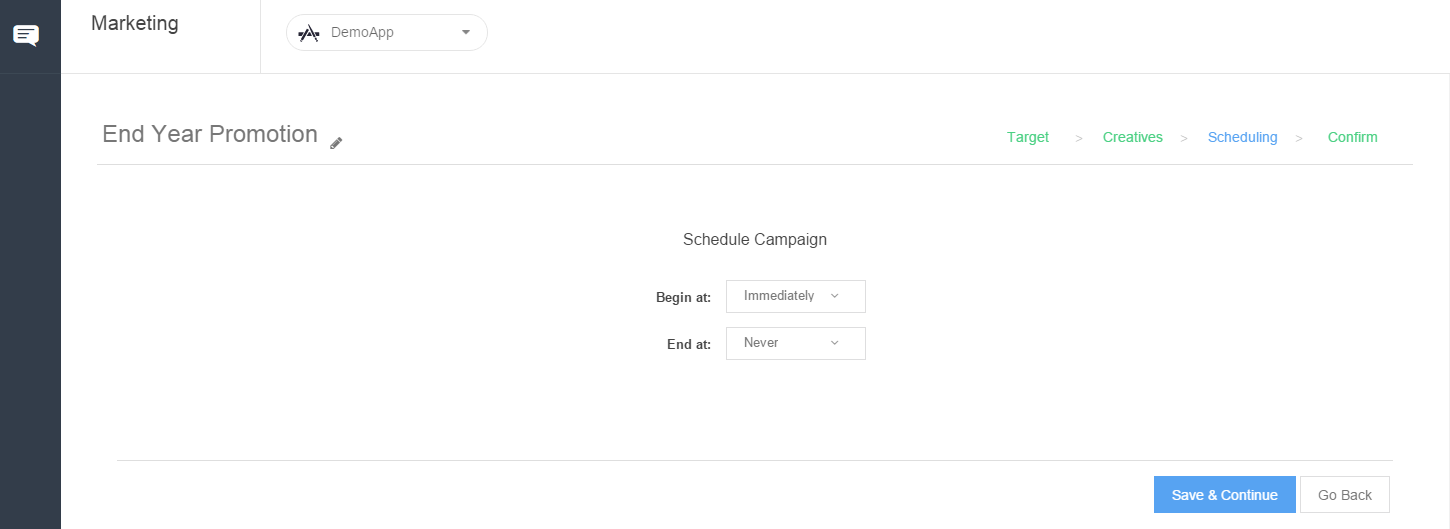 Marketing
DemoApp
End Year Promotion
Target > Creatives > Scheduling > Confirm
Schedule Campaign
Begin at: Immediately
End at: Never
Save & Continue Go Back